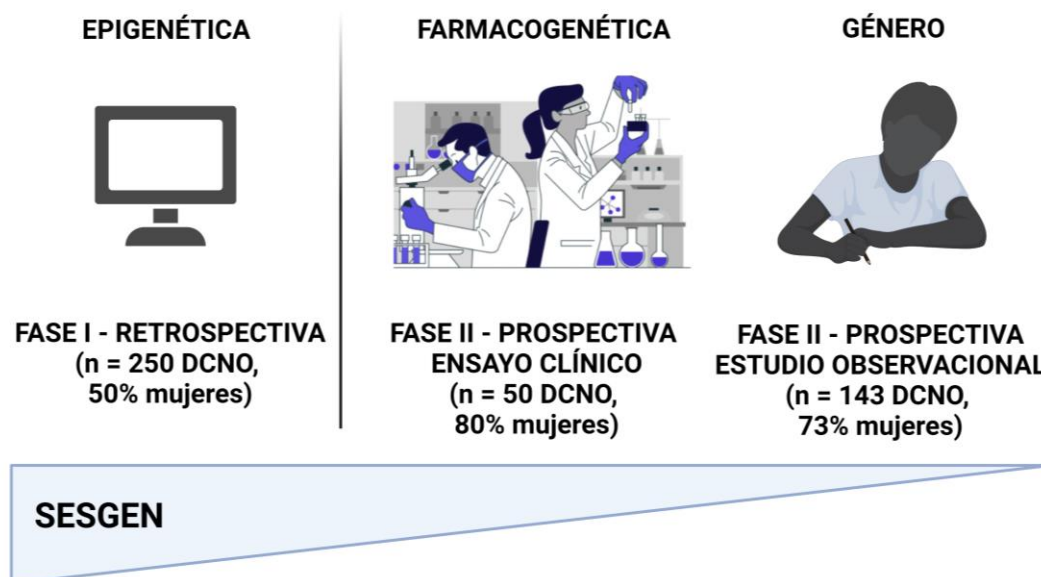 EPIGENÉTICA
FASE I - RETROSPECTIVA
(n = 250 DCNO,
50% mujeres)
FARMACOGENÉTICA
FASE II - PROSPECTIVA
ENSAYO CLÍNICO
(n = 50 DCNO,
80% mujeres)
GÉNERO
FASE II - PROSPECTIVA
ESTUDIO OBSERVACIONAL
(n = 143 DCNO,
73% mujeres)
SESGEN